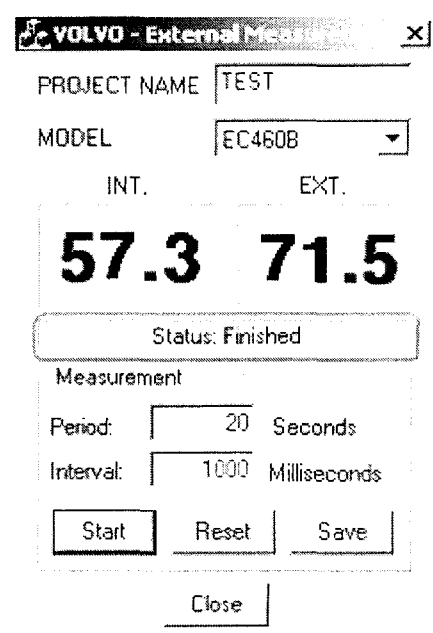 VOLVO - External
PROJECT NAME TEST
MODEL EC460B
INT. EXT.
57.3 71.5
Status: Finished
Measurement
Period: 20 Seconds
Interval: 1000 Milliseconds
Start Reset Save
Close